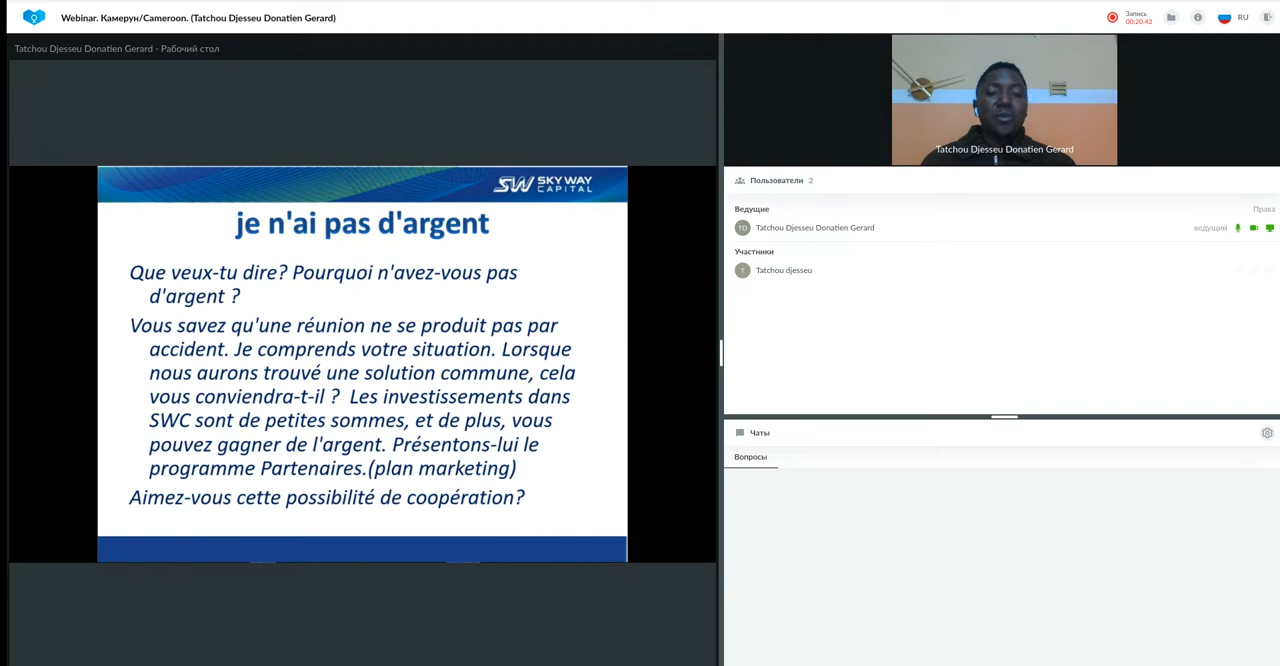 Webinar. Камерун/Cameroon. (Tatchou Djesseu Donatien Gerard)
Запись
00:20:42
RU
Tatchou Djesseu Donatien Gerard - Рабочий стол
SW SKY WAY
CAPITAL
je n'ai pas d'argent
Que veux-tu dire? Pourquoi n'avez-vous pas
d'argent ?
Vous savez qu'une réunion ne se produit pas par
accident. Je comprends votre situation. Lorsque
nous aurons trouvé une solution commune, cela
vous conviendra-t-il ? Les investissements dans
SWC sont de petites sommes, et de plus, vous
pouvez gagner de l'argent. Présentons-lui le
programme Partenaires.(plan marketing)
Aimez-vous cette possibilité de coopération?
Tatchou Djesseu Donatien Gerard
Пользователи 2
Ведущие Права
TD Tatchou Djesseu Donatien Gerard ведущий
Участники
T Tatchou djesseu
Чаты
Вопросы